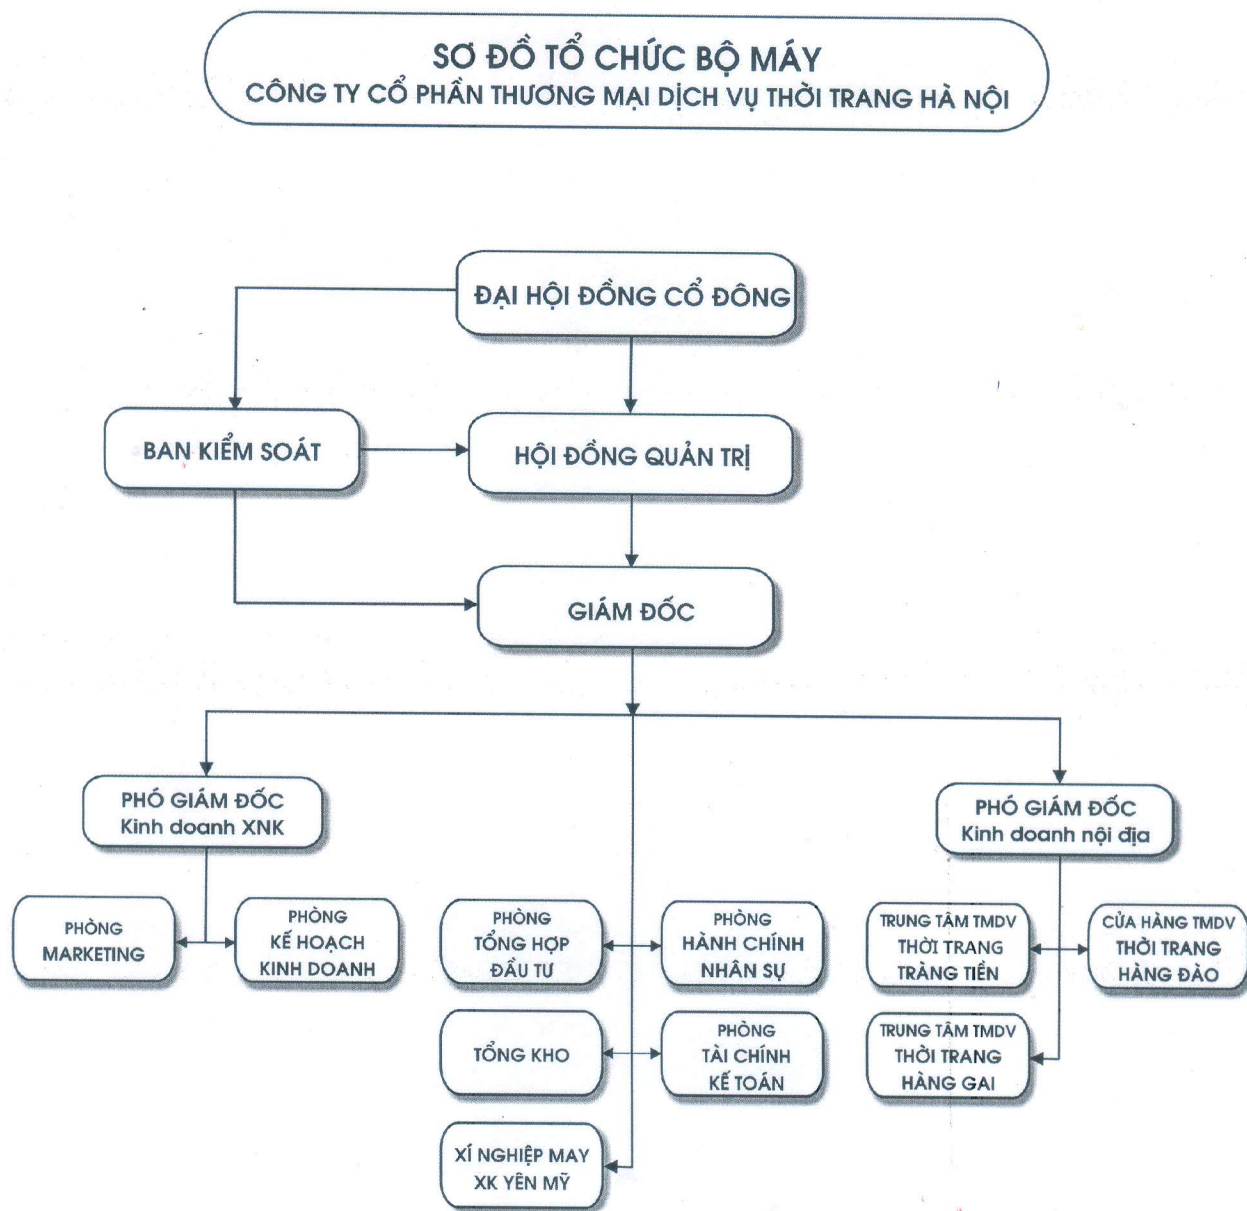 SƠ ĐỒ TỔ CHỨC BỘ MÁY
CÔNG TY CỔ PHẦN THƯƠNG MẠI DỊCH VỤ THỜI TRANG HÀ NỘI
ĐẠI HỘI ĐỒNG CỔ ĐÔNG
BAN KIỂM SOÁT
HỘI ĐỒNG QUẢN TRỊ
GIÁM ĐỐC
PHÓ GIÁM ĐỐC
Kinh doanh XNK
PHÓ GIÁM ĐỐC
Kinh doanh nội địa
PHÒNG
MARKETING
PHÒNG
KẾ HOẠCH
KINH DOANH
PHÒNG
TỔNG HỢP
ĐẦU TƯ
PHÒNG
HÀNH CHÍNH
NHÂN SỰ
TRUNG TÂM TMDV
THỜI TRANG
TRÀNG TIỀN
CỬA HÀNG TMDV
THỜI TRANG
HÀNG ĐÀO
TỔNG KHO
PHÒNG
TÀI CHÍNH
KẾ TOÁN
TRUNG TÂM TMDV
THỜI TRANG
HÀNG GAI
XÍ NGHIỆP MAY
XK YÊN MỸ